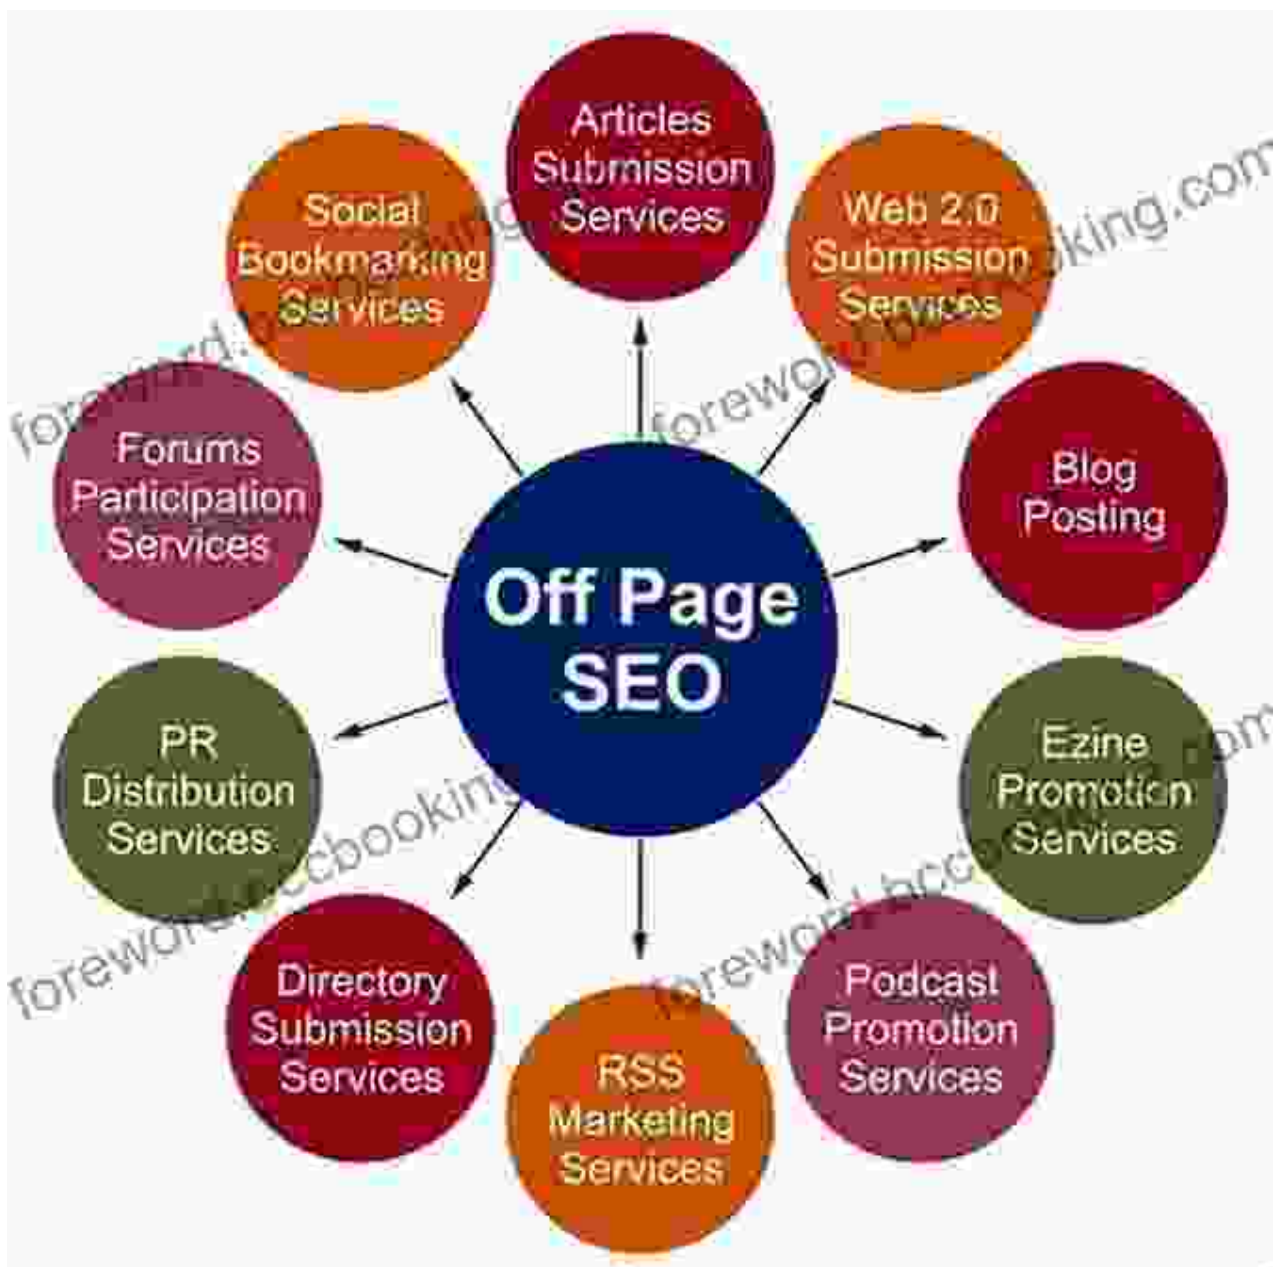 Articles
Submission
Services
Web 2.0
Submission
Services
Blog
Posting
Ezine
Promotion
Services
Podcast
Promotion
Services
RSS
Marketing
Services
Directory
Submission
Services
PR
Distribution
Services
Forums
Participation
Services
Social
Bookmarking
Services
Off Page
SEO